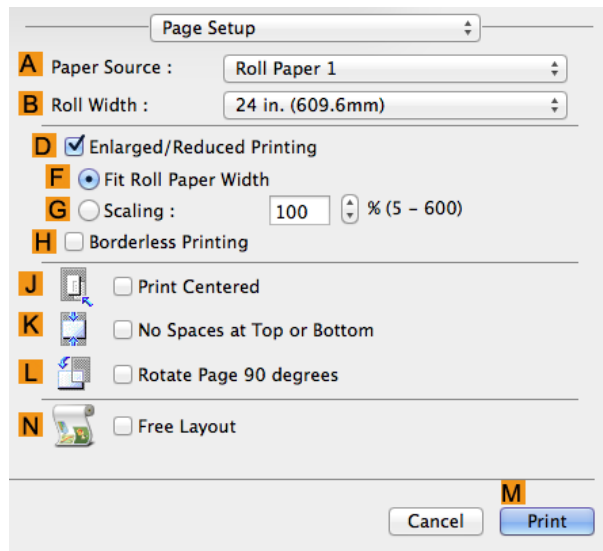 Page Setup
A Paper Source : Roll Paper 1
B Roll Width : 24 in. (609.6mm)
D Enlarged/Reduced Printing
F Fit Roll Paper Width
G Scaling : 100 % (5 - 600)
H Borderless Printing
J Print Centered
K No Spaces at Top or Bottom
L Rotate Page 90 degrees
N Free Layout
M
Cancel Print